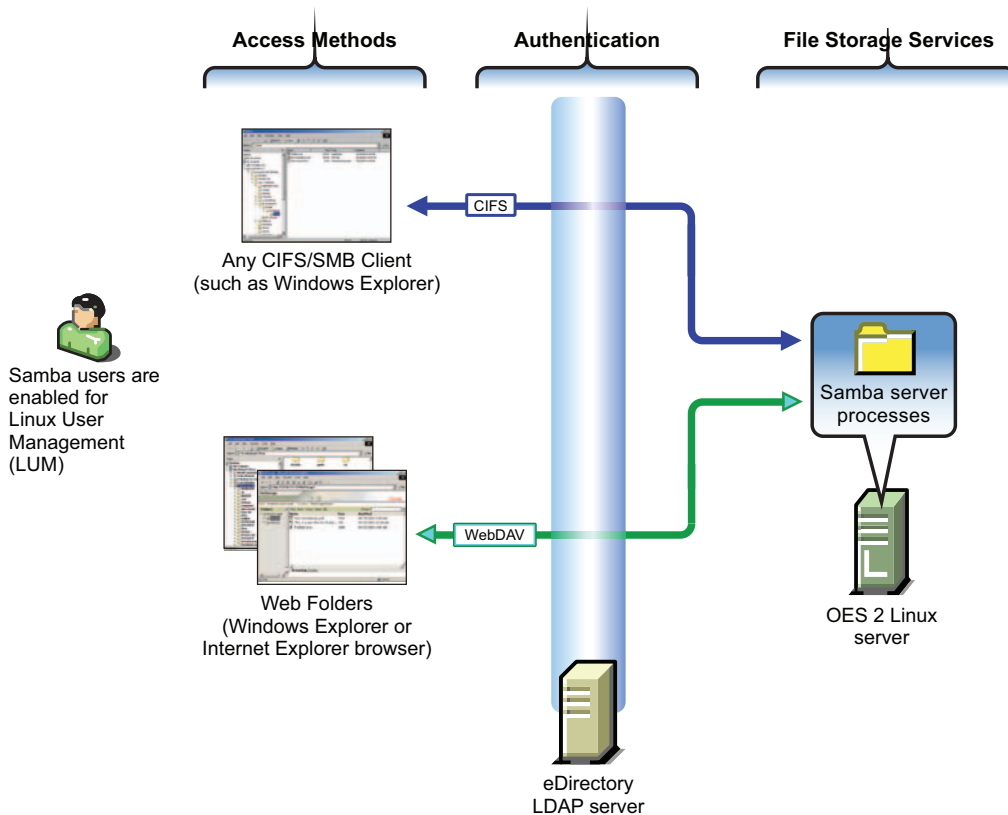 Access Methods
Authentication
File Storage Services
CIFS
Any CIFS/SMB Client
(such as Windows Explorer)
Samba users are
enabled for
Linux User
Management
(LUM)
Samba server
processes
WebDAV
Web Folders
(Windows Explorer or
Internet Explorer browser)
OES 2 Linux
server
eDirectory
LDAP server